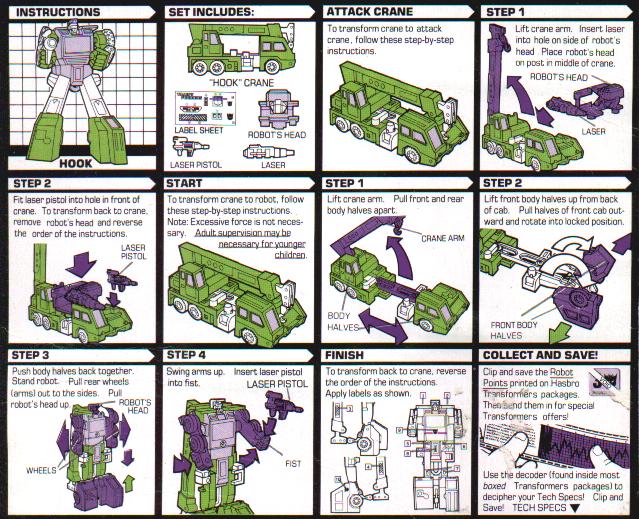 INSTRUCTIONS
HOOK
SET INCLUDES:
"HOOK" CRANE
LABEL SHEET
ROBOT'S HEAD
LASER PISTOL
LASER
ATTACK CRANE
To transform crane to attack
crane, follow these step-by-step
instructions.
STEP 1
Lift crane arm. Insert laser
into hole on side of robot's
head Place robot's head
on post in middle of crane.
ROBOT'S HEAD
LASER
STEP 2
Fit laser pistol into hole in front of
crane. To transform back to crane,
remove robot's head and reverse
the order of the instructions.
LASER
PISTOL
START
To transform crane to robot, follow
these step-by-step instructions.
Note: Excessive force is not neces-
sary. Adult supervision may be
necessary for younger
children.
STEP 1
Lift crane arm. Pull front and rear
body halves apart.
CRANE ARM
BODY
HALVES
STEP 2
Lift front body halves up from back
of cab. Pull halves of front cab out-
ward and rotate into locked position.
FRONT BODY
HALVES
STEP 3
Push body halves back together.
Stand robot. Pull rear wheels
(arms) out to the sides. Pull
robot's head up.
ROBOT'S
HEAD
WHEELS
STEP 4
Swing arms up. Insert laser pistol
into fist.
LASER PISTOL
FIST
FINISH
To transform back to crane, reverse
the order of the instructions.
Apply labels as shown.
COLLECT AND SAVE!
Clip and save the Robot
Points printed on Hasbro
Transformers packages.
Then send them in for special
Transformers offers!
Use the decoder (found inside most
boxed Transformers packages) to
decipher your Tech Specs! Clip and
Save! TECH SPECS ▼